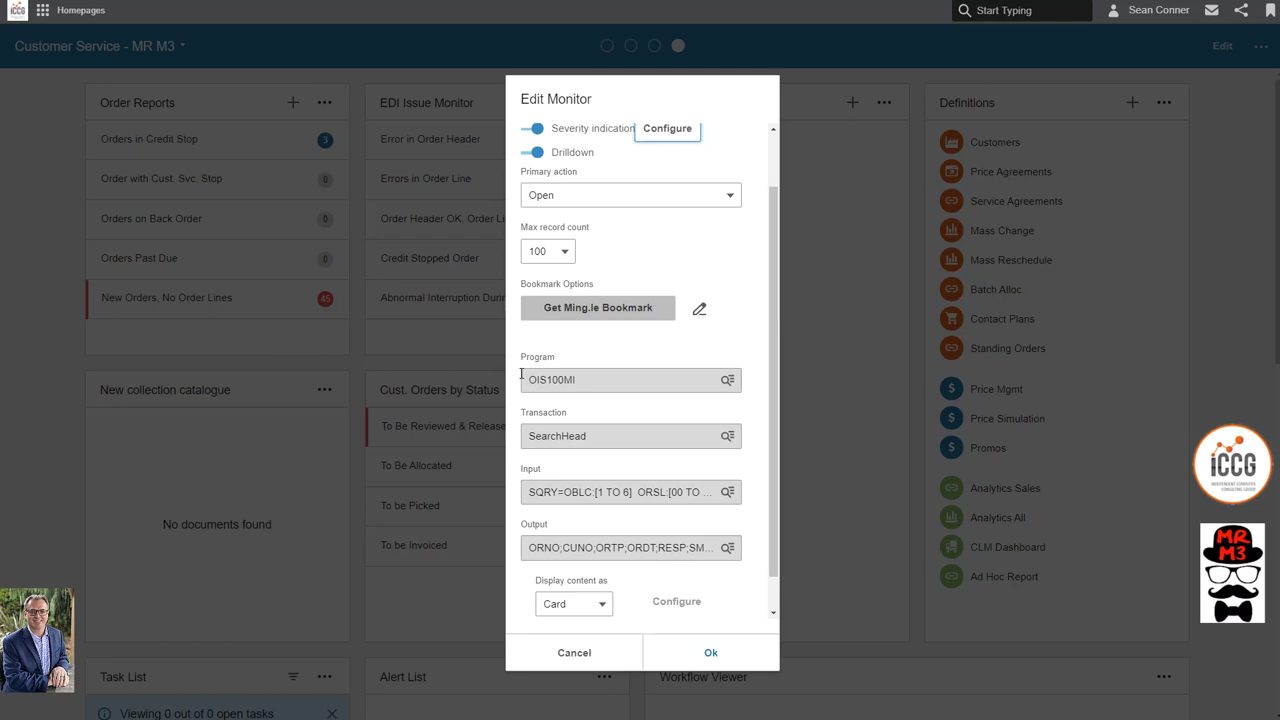 iCCG
Homepages
Start Typing
Sean Conner
Customer Service - MR M3
Edit
Order Reports
Orders in Credit Stop
3
Order with Cust. Svc. Stop
0
Orders on Back Order
0
Orders Past Due
0
New Orders, No Order Lines
45
EDI Issue Monitor
Error in Order Header
Errors in Order Line
Order Header OK, Order Li
Credit Stopped Order
Abnormal Interruption Durin
New collection catalogue
No documents found
Cust. Orders by Status
To Be Reviewed & Release
To Be Allocated
To be Picked
To be Invoiced
Edit Monitor
Severity indication
Configure
Drilldown
Primary action
Open
Max record count
100
Bookmark Options
Get Ming.le Bookmark
Program
OIS100MI
Transaction
SearchHead
Input
SQRY=OBLC:[1 TO 6] ORSL:[00 TO ...
Output
ORNO;CUNO;ORTP;ORDT;RESP;SM...
Display content as
Card
Configure
Cancel
Ok
Definitions
Customers
Price Agreements
Service Agreements
Mass Change
Mass Reschedule
Batch Alloc
Contact Plans
Standing Orders
Price Mgmt
Price Simulation
Promos
Analytics Sales
Analytics All
CLM Dashboard
Ad Hoc Report
iCCG
INDEPENDENT COMPUTER
CONSULTING GROUP
MR
M3
Task List
Viewing 0 out of 0 open tasks
Alert List
Workflow Viewer